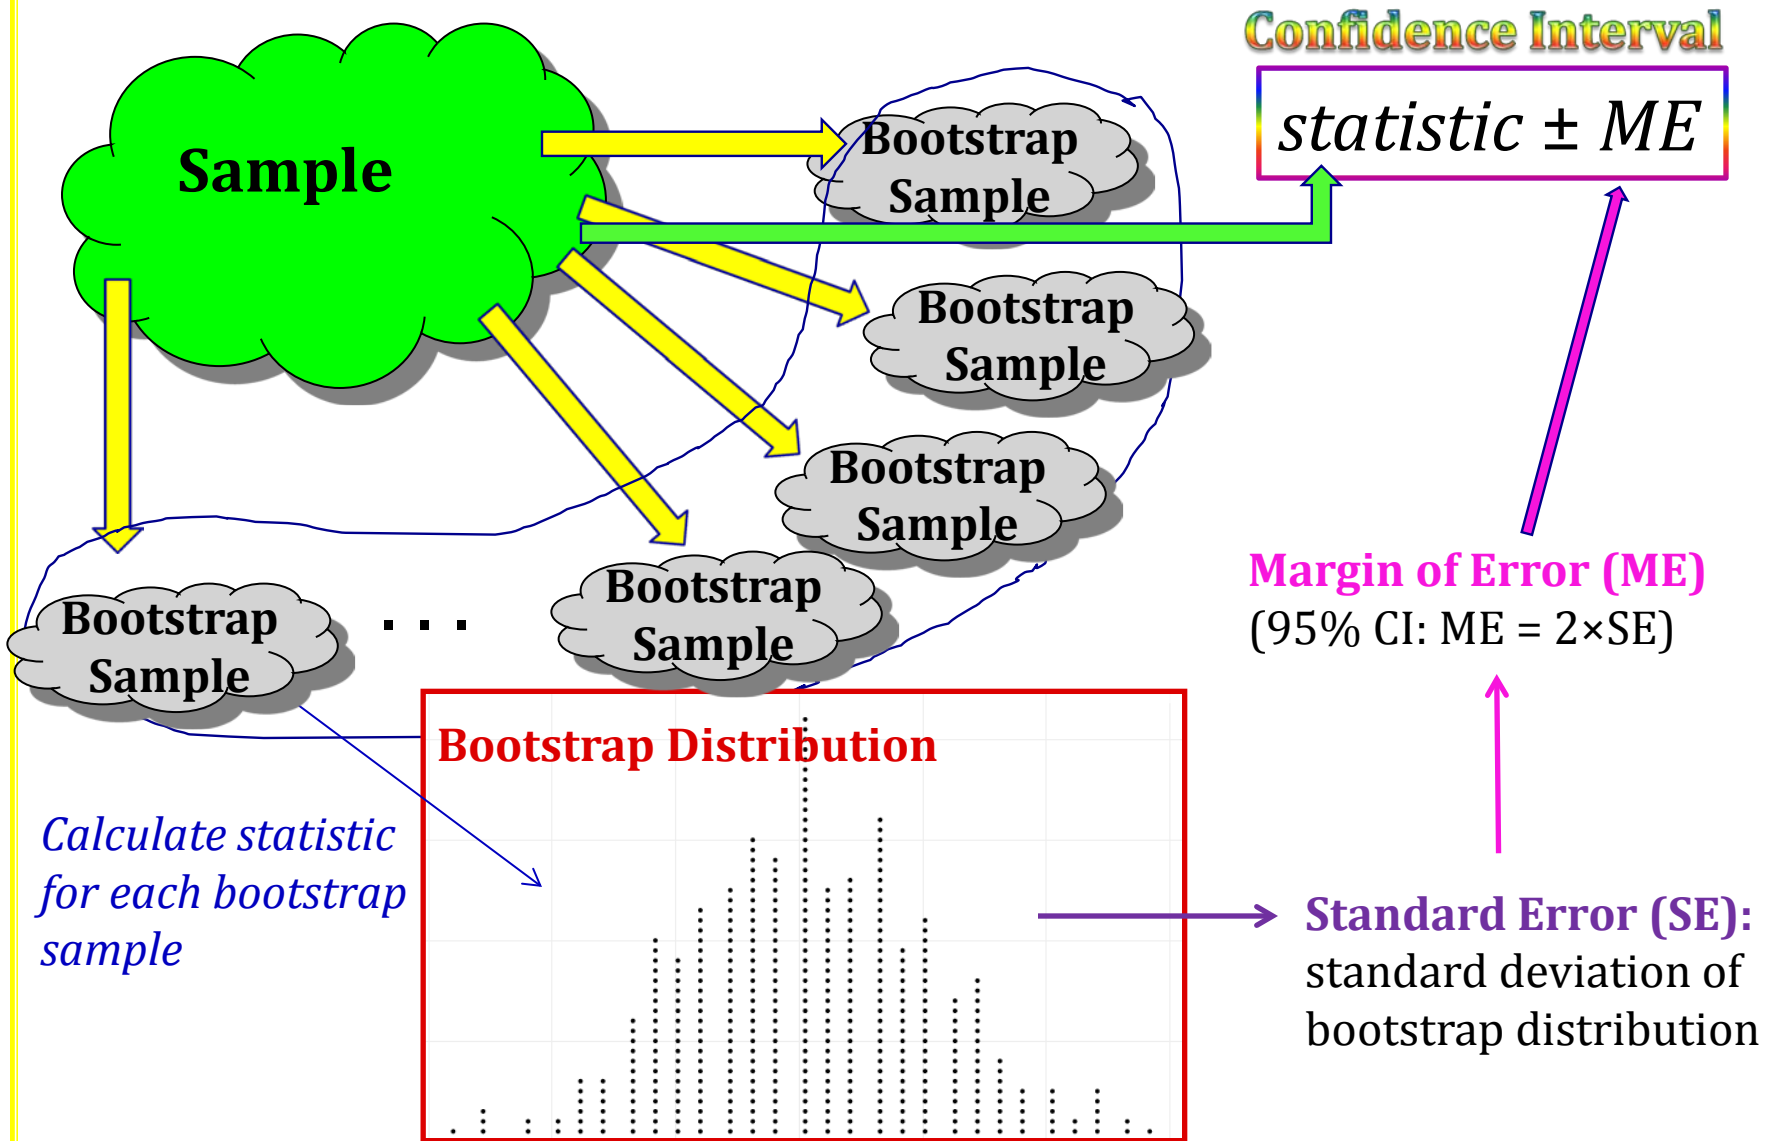 Confidence Interval
statistic ± ME
Sample
Bootstrap
Sample
Bootstrap
Sample
Bootstrap
Sample
Bootstrap
Sample
Bootstrap
Sample
. . .
Margin of Error (ME)
(95% CI: ME = 2×SE)
Bootstrap Distribution
Calculate statistic
for each bootstrap
sample
Standard Error (SE):
standard deviation of
bootstrap distribution